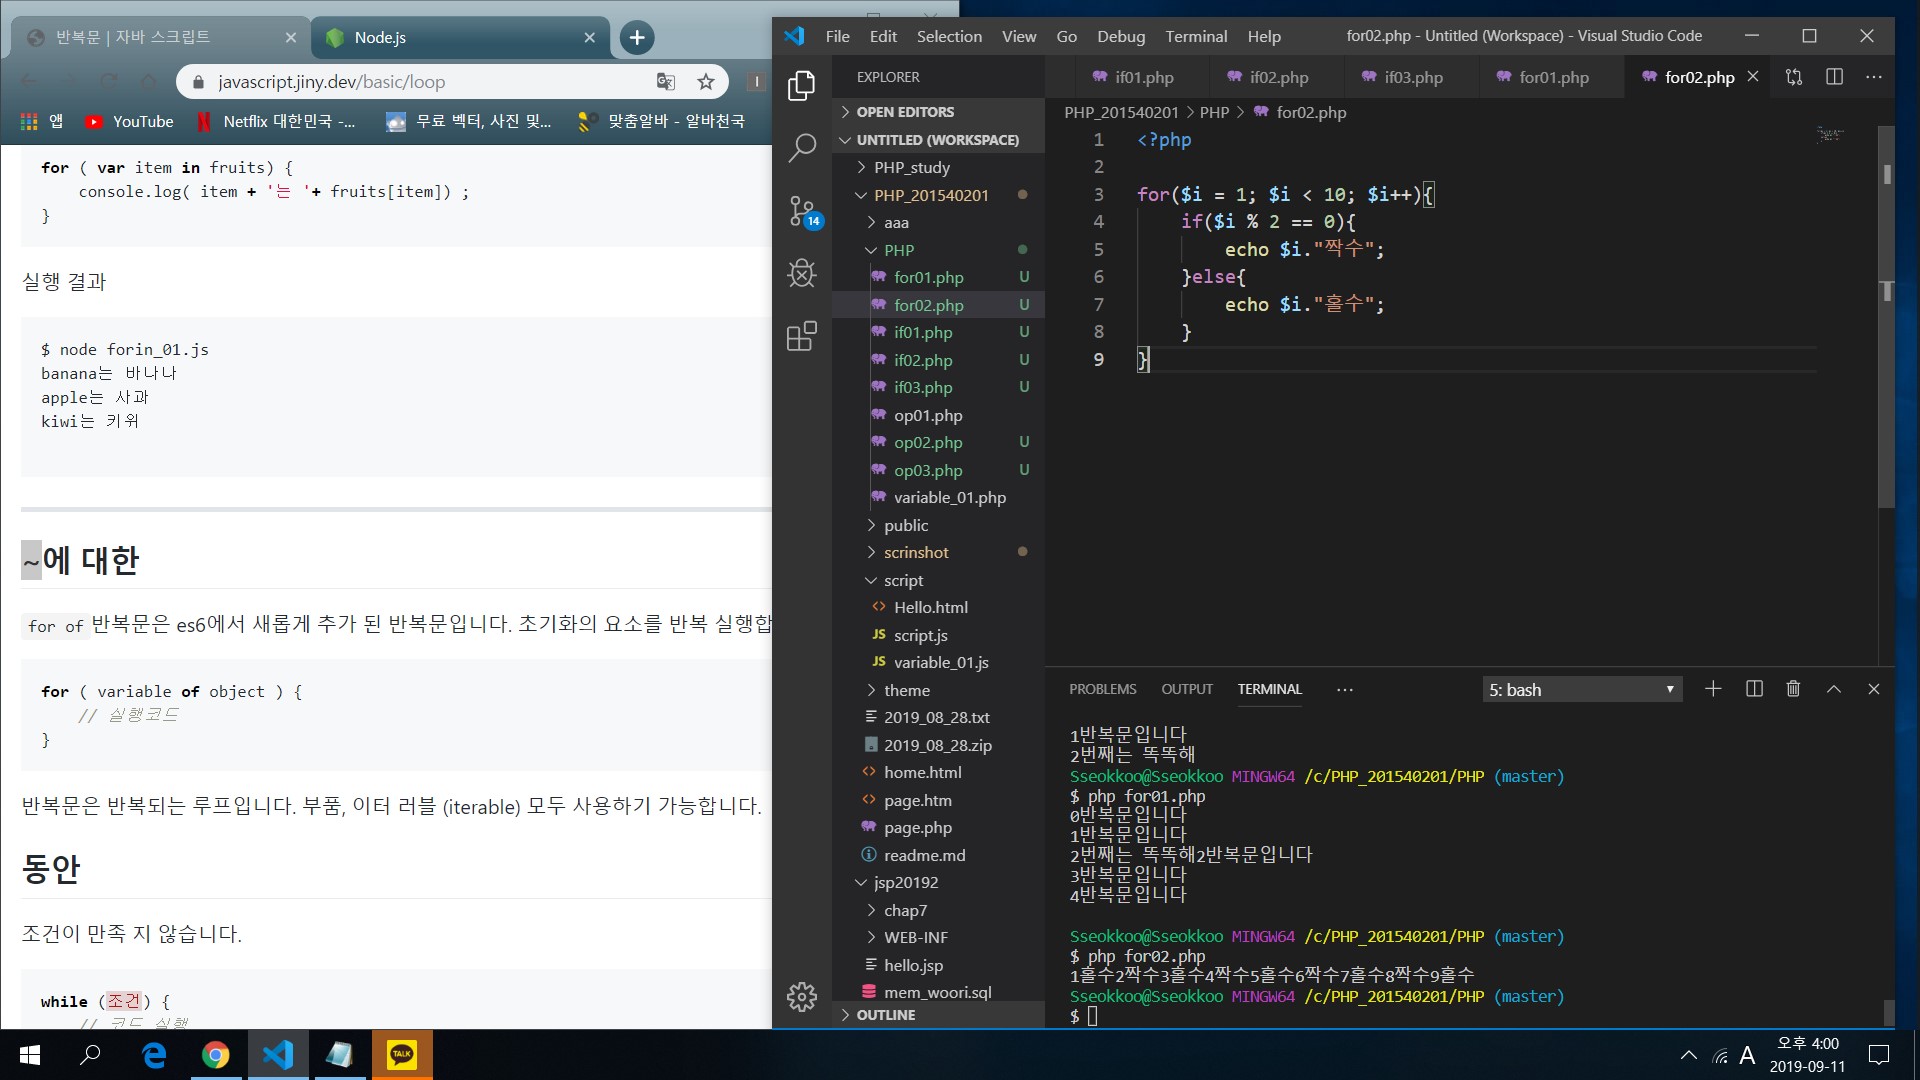 반복문 | 자바 스크립트
Node.js
javascript.jiny.dev/basic/loop
앱
YouTube
Netflix 대한민국 -...
무료 벡터, 사진 및...
맞춤알바 - 알바천국
for ( var item in fruits) {
console.log( item + '는 '+ fruits[item]) ;
}
실행 결과
$ node forin_01.js
banana는 바나나
apple는 사과
kiwi는 키위
~에 대한
for of 반복문은 es6에서 새롭게 추가 된 반복문입니다. 초기화의 요소를 반복 실행합
for ( variable of object ) {
// 실행코드
}
반복문은 반복되는 루프입니다. 부품, 이터 러블 (iterable) 모두 사용하기 가능합니다.
동안
조건이 만족 지 않습니다.
while (조건) {
// 코드 실행
File Edit Selection View Go Debug Terminal Help
for02.php - Untitled (Workspace) - Visual Studio Code
EXPLORER
OPEN EDITORS
UNTITLED (WORKSPACE)
PHP_study
PHP_201540201
aaa
PHP
for01.php U
for02.php U
if01.php U
if02.php U
if03.php U
op01.php
op02.php U
op03.php U
variable_01.php
public
scrinshot
script
Hello.html
JS script.js
JS variable_01.js
theme
2019_08_28.txt
2019_08_28.zip
home.html
page.htm
page.php
readme.md
jsp20192
chap7
WEB-INF
hello.jsp
mem_woori.sql
OUTLINE
14
if01.php
if02.php
if03.php
for01.php
for02.php
PHP_201540201 > PHP > for02.php
1 <?php
2
3 for($i = 1; $i < 10; $i++){
4 if($i % 2 == 0){
5 echo $i."짝수";
6 }else{
7 echo $i."홀수";
8 }
9 }
PROBLEMS OUTPUT TERMINAL ...
5: bash
1반복문입니다
2번째는 똑똑해
Sseokkoo@Sseokkoo MINGW64 /c/PHP_201540201/PHP (master)
$ php for01.php
0반복문입니다
1반복문입니다
2번째는 똑똑해2반복문입니다
3반복문입니다
4반복문입니다
Sseokkoo@Sseokkoo MINGW64 /c/PHP_201540201/PHP (master)
$ php for02.php
1홀수2짝수3홀수4짝수5홀수6짝수7홀수8짝수9홀수
Sseokkoo@Sseokkoo MINGW64 /c/PHP_201540201/PHP (master)
$
TALK
A
오후 4:00
2019-09-11